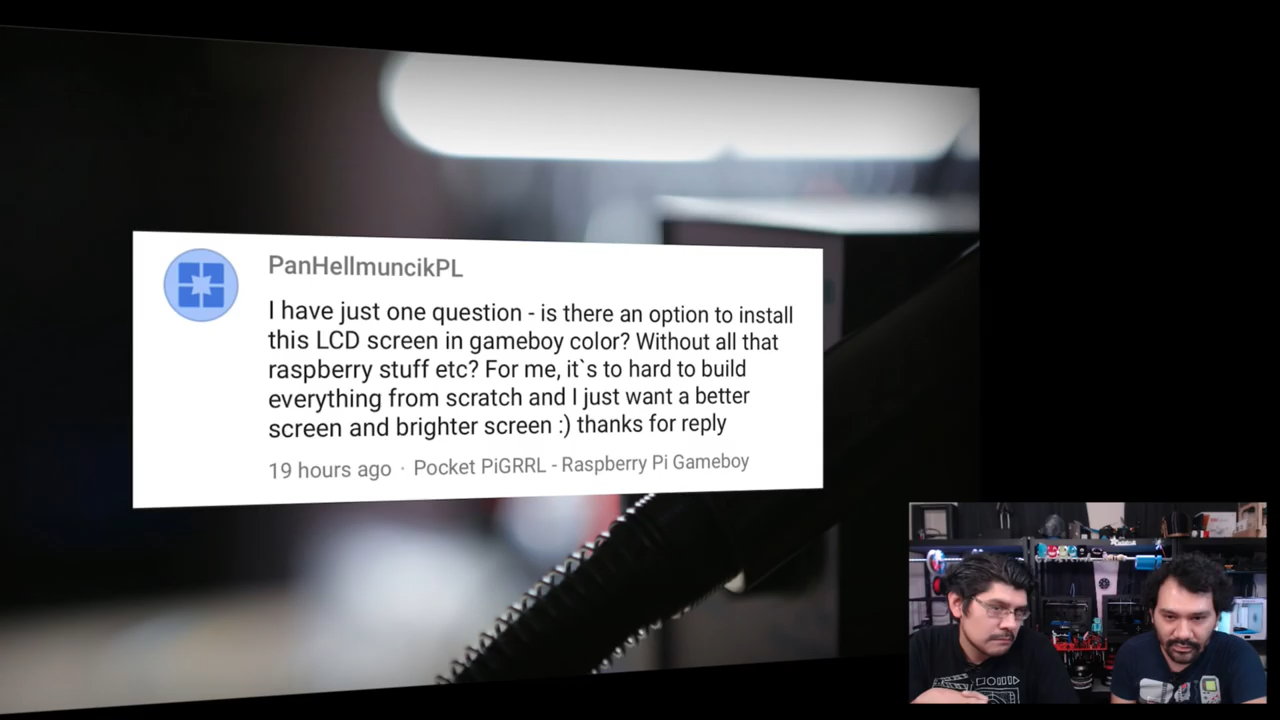 PanHellmuncikPL
I have just one question - is there an option to install
this LCD screen in gameboy color? Without all that
raspberry stuff etc? For me, it`s to hard to build
everything from scratch and I just want a better
screen and brighter screen :) thanks for reply
19 hours ago · Pocket PiGRRL - Raspberry Pi Gameboy